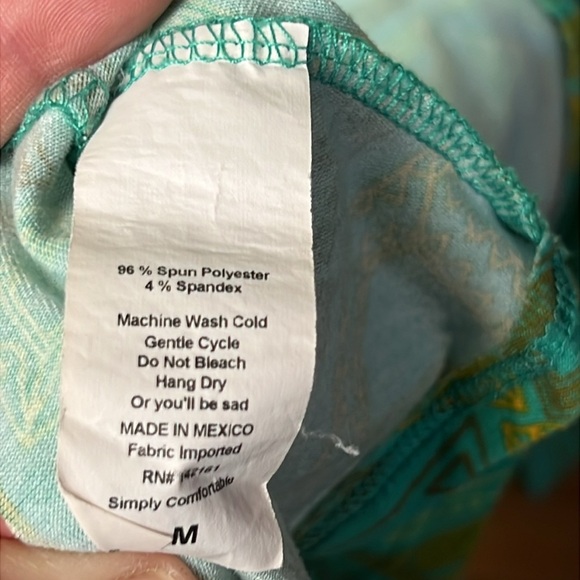 96 % Spun Polyester
4 % Spandex
Machine Wash Cold
Gentle Cycle
Do Not Bleach
Hang Dry
Or you'll be sad
MADE IN MEXICO
Fabric Imported
RN#
Simply Comfortable
M